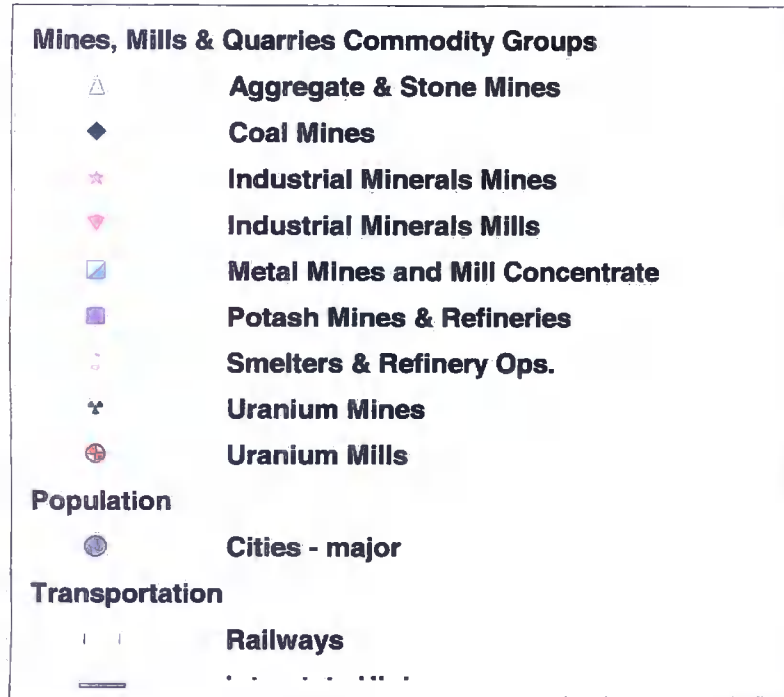 Mines, Mills & Quarries Commodity Groups
Aggregate & Stone Mines
Coal Mines
Industrial Minerals Mines
Industrial Minerals Mills
Metal Mines and Mill Concentrate
Potash Mines & Refineries
Smelters & Refinery Ops.
Uranium Mines
Uranium Mills
Population
Cities - major
Transportation
Railways